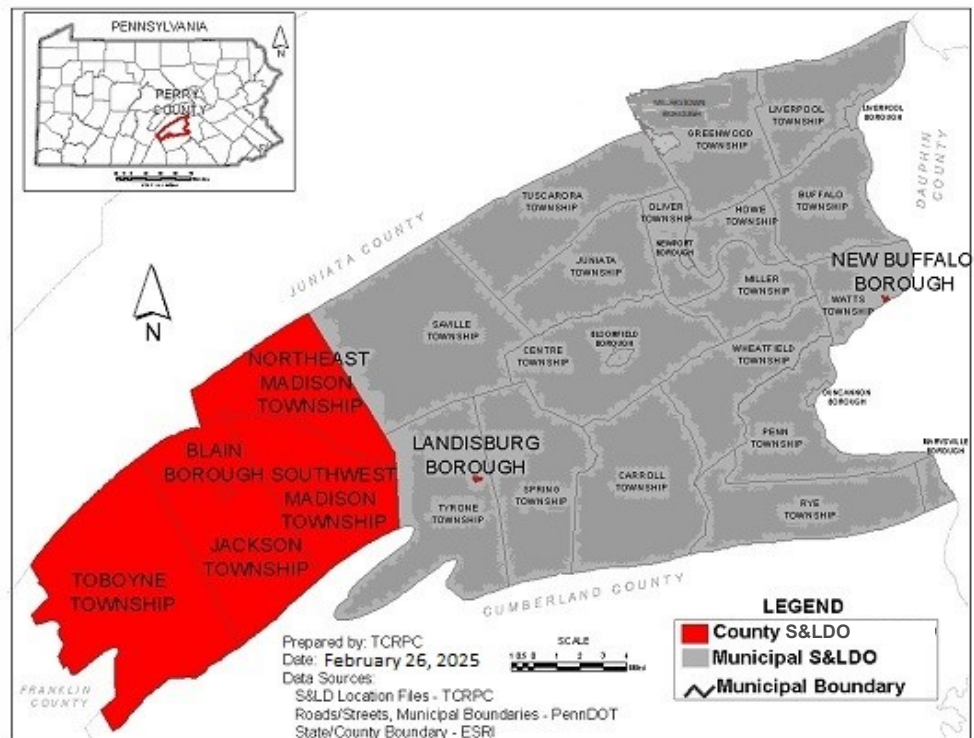 PENNSYLVANIA
N
PERRY
COUNTY
MILLERSTOWN
BOROUGH
GREENWOOD
TOWNSHIP
LIVERPOOL
TOWNSHIP
LIVERPOOL
BOROUGH
DAUPHIN
COUNTY
TUSCARORA
TOWNSHIP
OLIVER
TOWNSHIP
HOWE
TOWNSHIP
BUFFALO
TOWNSHIP
NEWPORT
BOROUGH
JUNIATA COUNTY
JUNIATA
TOWNSHIP
MILLER
TOWNSHIP
NEW BUFFALO
BOROUGH
WATTS
TOWNSHIP
N
SAVILLE
TOWNSHIP
CENTRE
TOWNSHIP
BLOOMFIELD
BOROUGH
WHEATFIELD
TOWNSHIP
DUNCANNON
BOROUGH
NORTHEAST
MADISON
TOWNSHIP
PENN
TOWNSHIP
MARYSVILLE
BOROUGH
LANDISBURG
BOROUGH
BLAIN
BOROUGH
SOUTHWEST
MADISON
TOWNSHIP
CARROLL
TOWNSHIP
SPRING
TOWNSHIP
TYRONE
TOWNSHIP
RYE
TOWNSHIP
JACKSON
TOWNSHIP
TOBOYNE
TOWNSHIP
CUMBERLAND COUNTY
FRANKLIN
COUNTY
Prepared by: TCRPC
Date: February 26, 2025
Data Sources:
S&LD Location Files - TCRPC
Roads/Streets, Municipal Boundaries - PennDOT
State/County Boundary - ESRI
SCALE
LEGEND
County S&LDO
Municipal S&LDO
Municipal Boundary